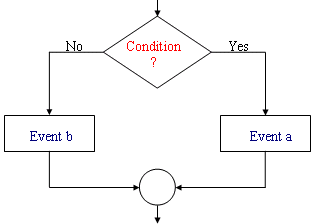 No
Condition
?
Yes
Event b
Event a